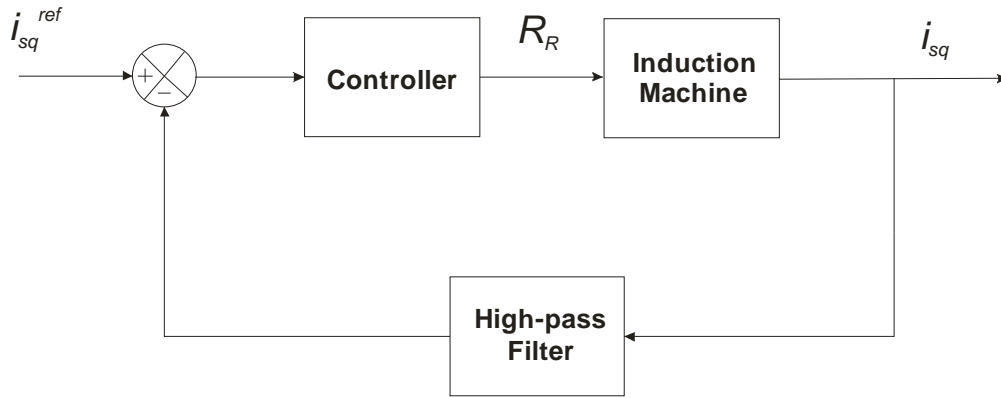 i_sq^ref
R_R
i_sq
+
−
Controller
Induction
Machine
High-pass
Filter